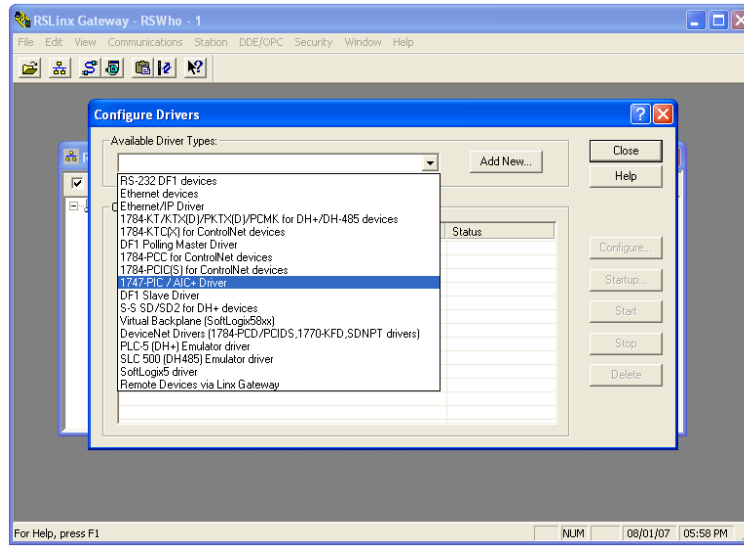 RSLinx Gateway - RSWho - 1
File Edit View Communications Station DDE/OPC Security Window Help
Configure Drivers
Available Driver Types:
Add New...
Close
Help
RS-232 DF1 devices
Ethernet devices
Ethernet/IP Driver
1784-KT/KTX(D)/PKTX(D)/PCMK for DH+/DH-485 devices
1784-KTC(X) for ControlNet devices
DF1 Polling Master Driver
1784-PCC for ControlNet devices
1784-PCIC(S) for ControlNet devices
1747-PIC / AIC+ Driver
DF1 Slave Driver
S-S SD/SD2 for DH+ devices
Virtual Backplane (SoftLogix58xx)
DeviceNet Drivers (1784-PCD/PCIDS,1770-KFD,SDNPT drivers)
PLC-5 (DH+) Emulator driver
SLC 500 (DH485) Emulator driver
SoftLogix5 driver
Remote Devices via Linx Gateway
Status
Configure...
Startup...
Start
Stop
Delete
For Help, press F1
NUM
08/01/07
05:58 PM